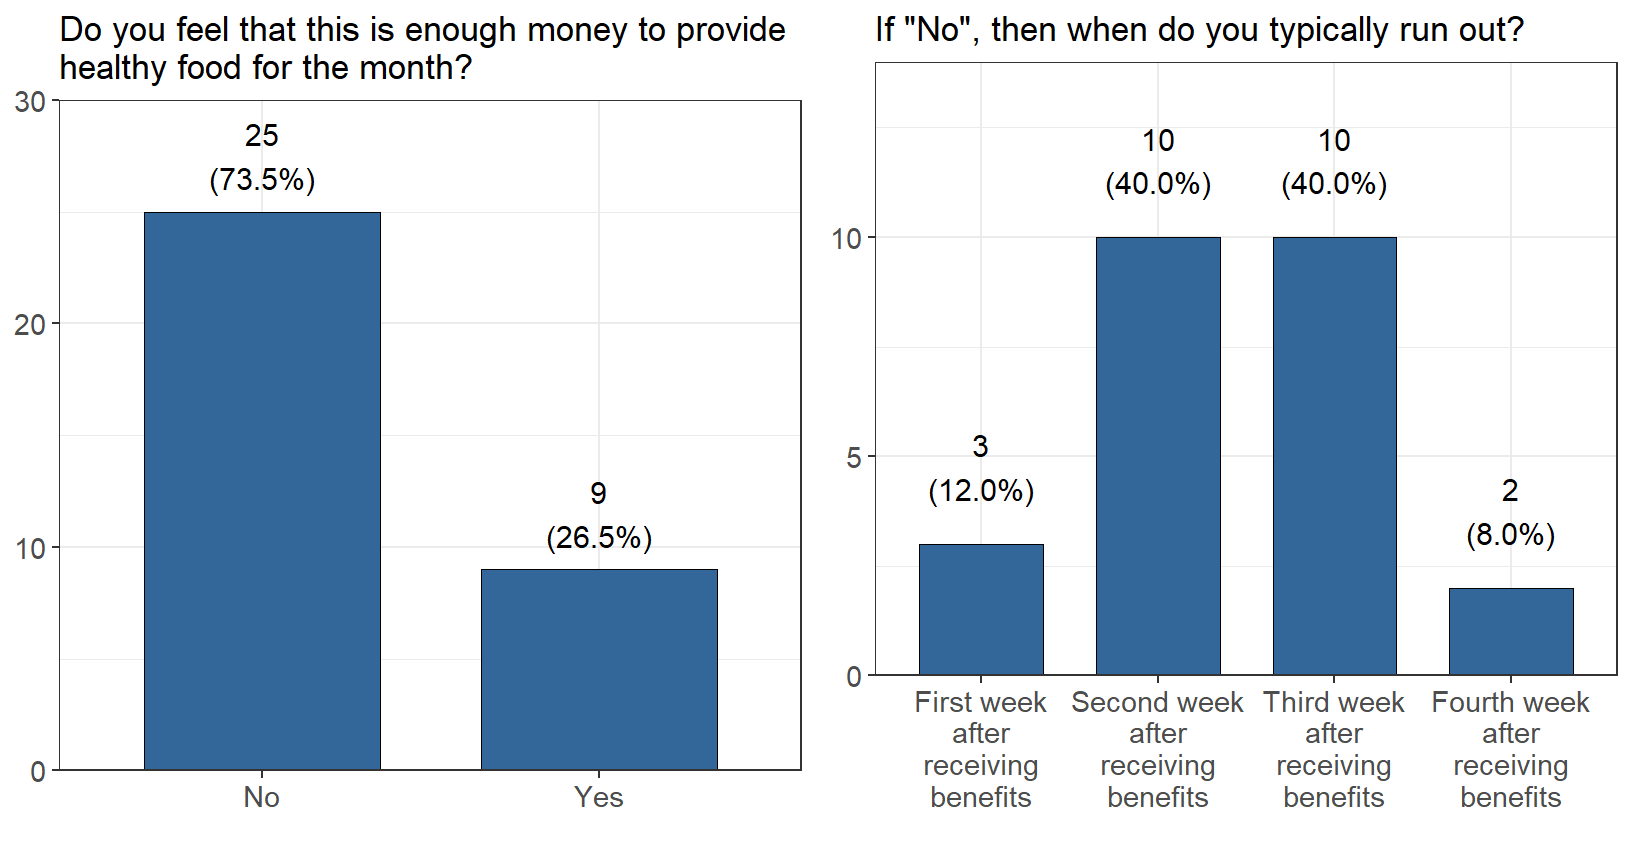 Do you feel that this is enough money to provide
healthy food for the month?
30
20
10
0
25
(73.5%)
9
(26.5%)
No
Yes
If "No", then when do you typically run out?
10
5
0
3
(12.0%)
10
(40.0%)
10
(40.0%)
2
(8.0%)
First week
after
receiving
benefits
Second week
after
receiving
benefits
Third week
after
receiving
benefits
Fourth week
after
receiving
benefits